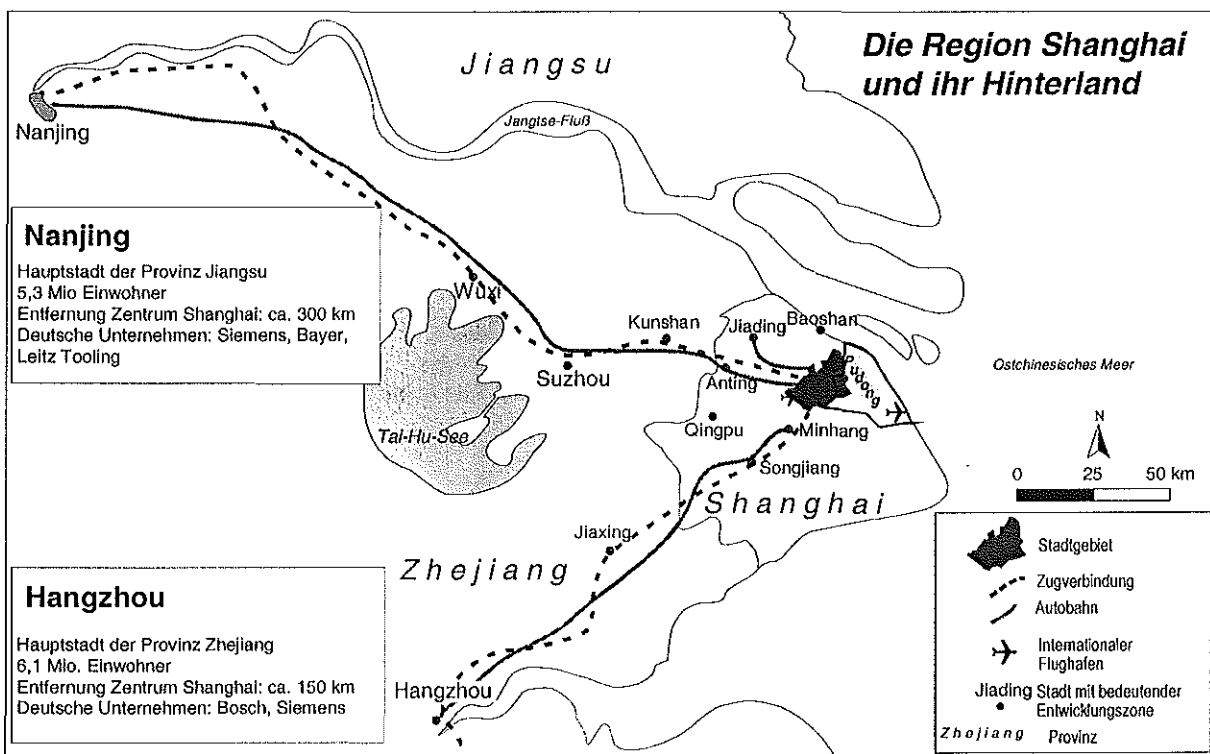 Die Region Shanghai
und ihr Hinterland
Jiangsu
Jangtse-Fluß
Nanjing
Nanjing
Hauptstadt der Provinz Jiangsu
5,3 Mio Einwohner
Entfernung Zentrum Shanghai: ca. 300 km
Deutsche Unternehmen: Siemens, Bayer,
Leitz Tooling
Wuxi
Kunshan
Jiading
Baoshan
Pudong
Ostchinesisches Meer
Suzhou
Anting
Tai-Hu-See
Qingpu
Minhang
Songjiang
N
0 25 50 km
Shanghai
Jiaxing
Zhejiang
Hangzhou
Hauptstadt der Provinz Zhejiang
6,1 Mio. Einwohner
Entfernung Zentrum Shanghai: ca. 150 km
Deutsche Unternehmen: Bosch, Siemens
Hangzhou
Stadtgebiet
Zugverbindung
Autobahn
Internationaler
Flughafen
Jiading Stadt mit bedeutender
Entwicklungszone
Zhejiang Provinz